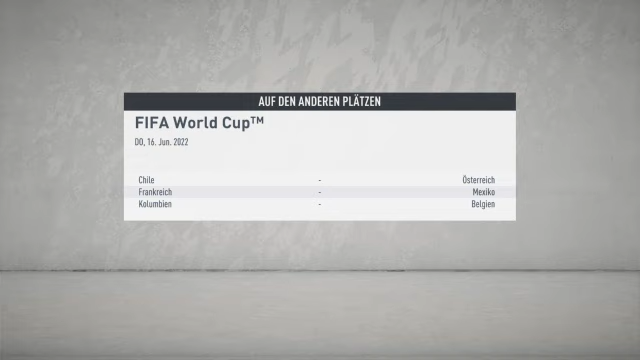 AUF DEN ANDEREN PLÄTZEN
FIFA World Cup™
DO, 16. Jun. 2022
Chile - Österreich
Frankreich - Mexiko
Kolumbien - Belgien